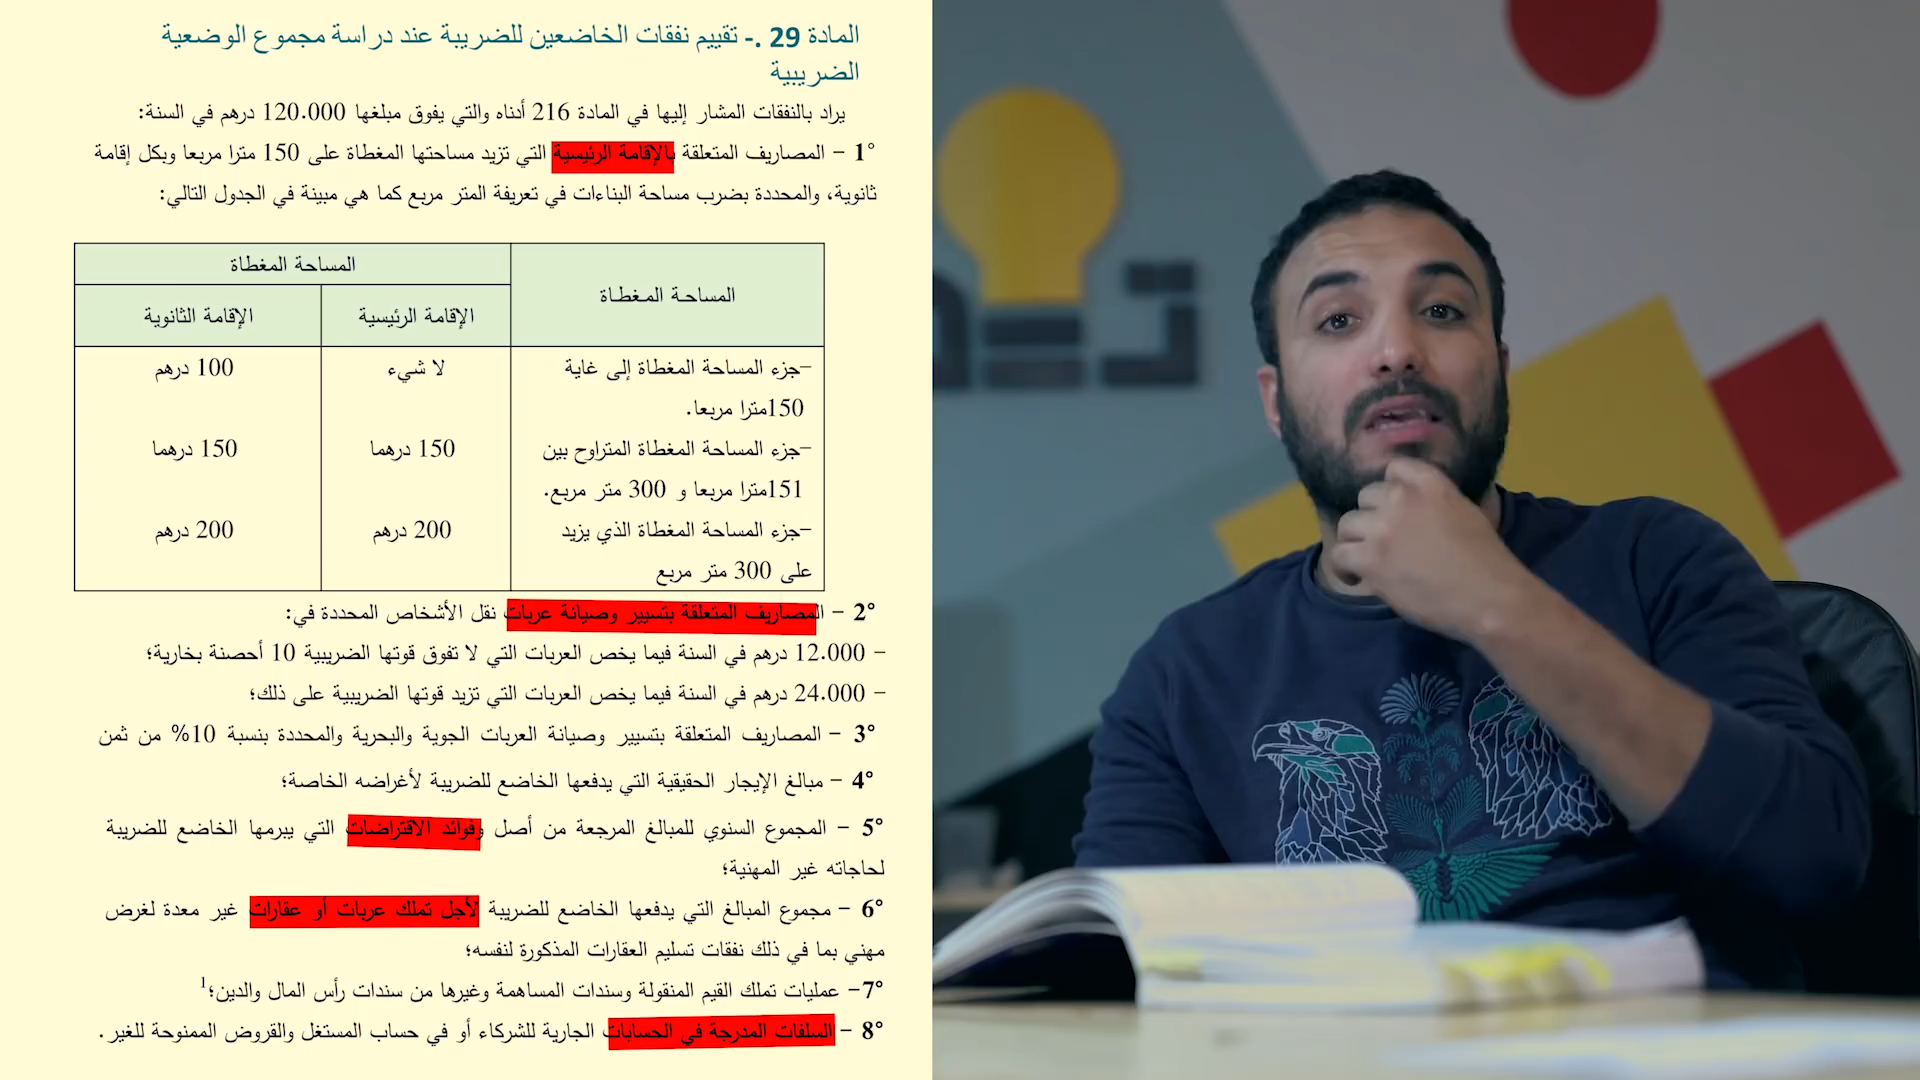 المادة 29 .- تقييم نفقات الخاضعين للضريبة عند دراسة مجموع الوضعية
الضريبية
يراد بالنفقات المشار إليها في المادة 216 أدناه والتي يفوق مبلغها 120.000 درهم في السنة:
1° – المصاريف المتعلقة بالإقامة الرئيسية التي تزيد مساحتها المغطاة على 150 مترا مربعا وبكل إقامة
ثانوية، والمحددة بضرب مساحة البناءات في تعريفة المتر مربع كما هي مبينة في الجدول التالي:
المساحة المغطاة
المساحة المغطاة
الإقامة الرئيسية
الإقامة الثانوية
–جزء المساحة المغطاة إلى غاية لا شيء 100 درهم
150مترا مربعا.
–جزء المساحة المغطاة المتراوح بين 150 درهما 150 درهما
151مترا مربعا و 300 متر مربع.
–جزء المساحة المغطاة الذي يزيد 200 درهم 200 درهم
على 300 متر مربع
2° – المصاريف المتعلقة بتسيير وصيانة عربات نقل الأشخاص المحددة في:
– 12.000 درهم في السنة فيما يخص العربات التي لا تفوق قوتها الضريبية 10 أحصنة بخارية؛
– 24.000 درهم في السنة فيما يخص العربات التي تزيد قوتها الضريبية على ذلك؛
3° – المصاريف المتعلقة بتسيير وصيانة العربات الجوية والبحرية والمحددة بنسبة 10% من ثمن
4° – مبالغ الإيجار الحقيقية التي يدفعها الخاضع للضريبة لأغراضه الخاصة؛
5° – المجموع السنوي للمبالغ المرجعة من أصل وفوائد الاقتراضات التي يبرمها الخاضع للضريبة
لحاجاته غير المهنية؛
6° – مجموع المبالغ التي يدفعها الخاضع للضريبة لأجل تملك عربات أو عقارات غير معدة لغرض
مهني بما في ذلك نفقات تسليم العقارات المذكورة لنفسه؛
7°– عمليات تملك القيم المنقولة وسندات المساهمة وغيرها من سندات رأس المال والدين؛1
8° – السلفات المدرجة في الحسابات الجارية للشركاء أو في حساب المستغل والقروض الممنوحة للغير.